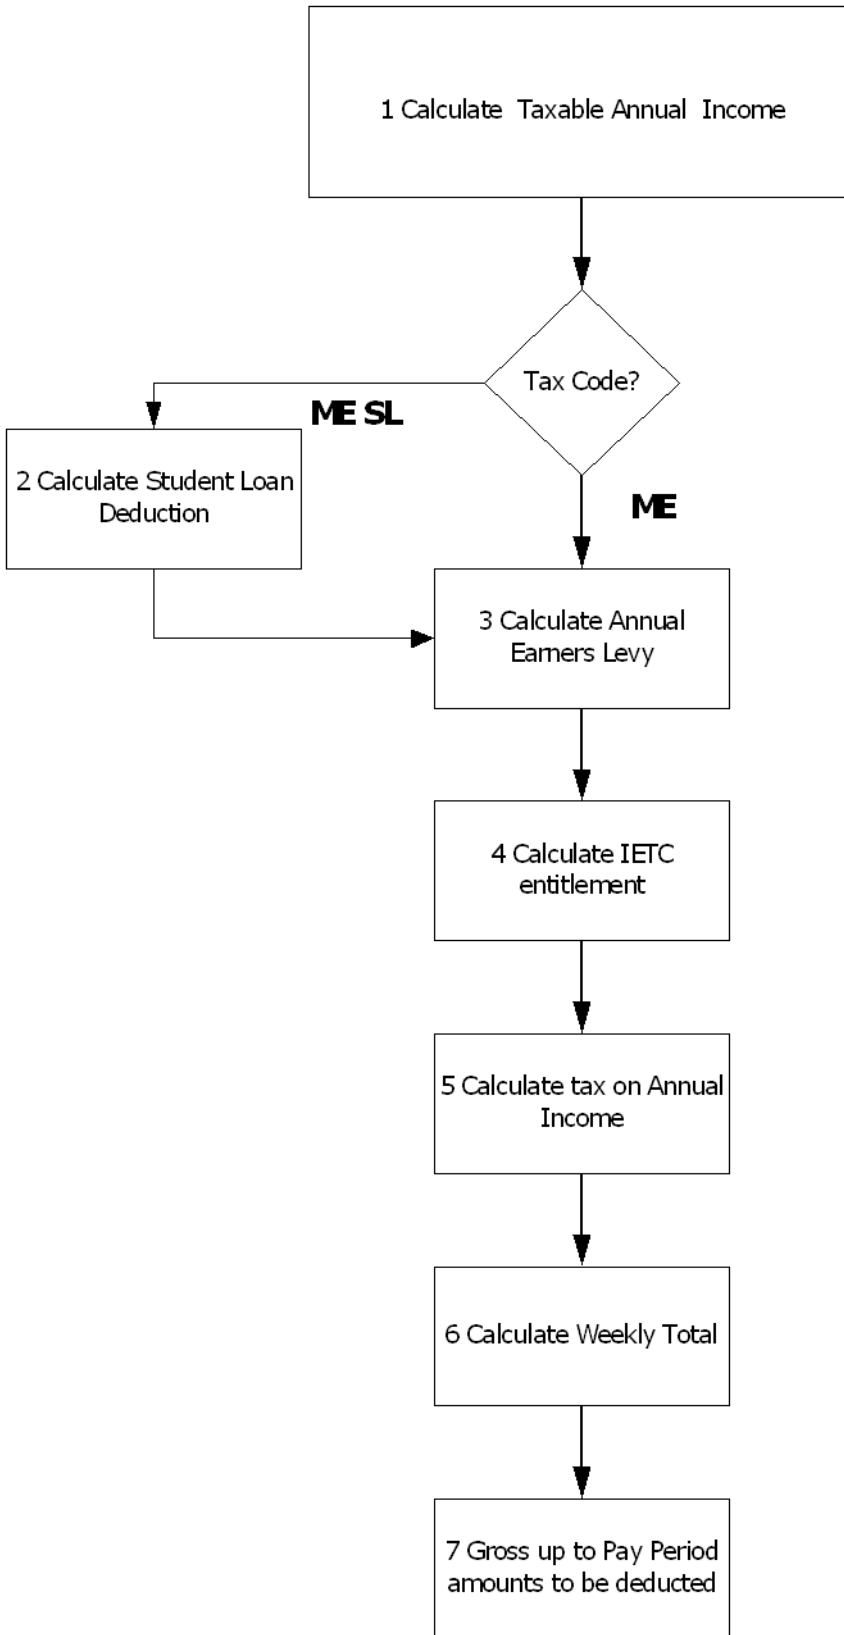 1 Calculate Taxable Annual Income
Tax Code?
ME SL
2 Calculate Student Loan
Deduction
ME
3 Calculate Annual
Earners Levy
4 Calculate IETC
entitlement
5 Calculate tax on Annual
Income
6 Calculate Weekly Total
7 Gross up to Pay Period
amounts to be deducted